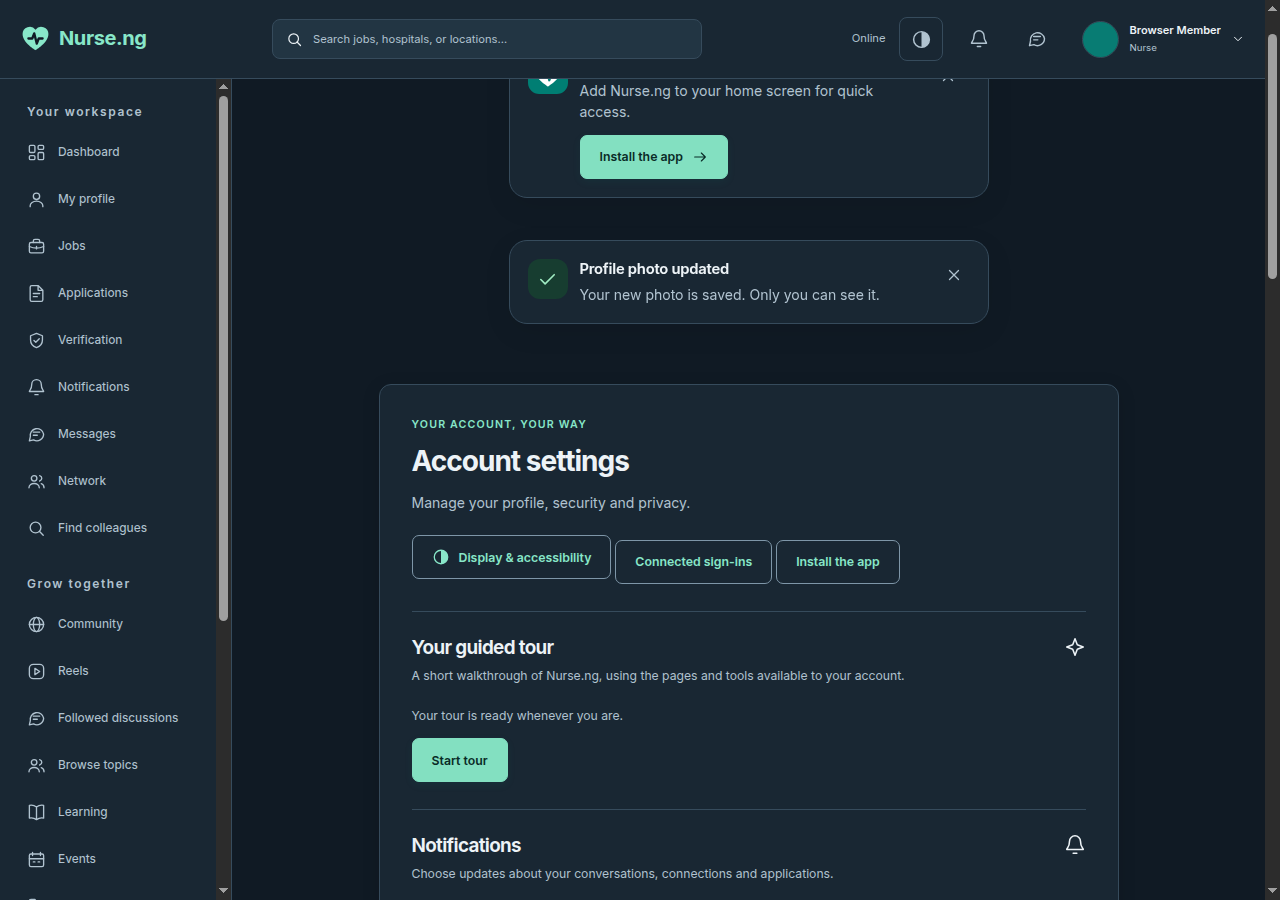 Nurse.ng
Search jobs, hospitals, or locations...
Online
Browser Member
Nurse
Your workspace
Dashboard
My profile
Jobs
Applications
Verification
Notifications
Messages
Network
Find colleagues
Grow together
Community
Reels
Followed discussions
Browse topics
Learning
Events
Add Nurse.ng to your home screen for quick
access.
Install the app
Profile photo updated
Your new photo is saved. Only you can see it.
YOUR ACCOUNT, YOUR WAY
Account settings
Manage your profile, security and privacy.
Display & accessibility
Connected sign-ins
Install the app
Your guided tour
A short walkthrough of Nurse.ng, using the pages and tools available to your account.
Your tour is ready whenever you are.
Start tour
Notifications
Choose updates about your conversations, connections and applications.